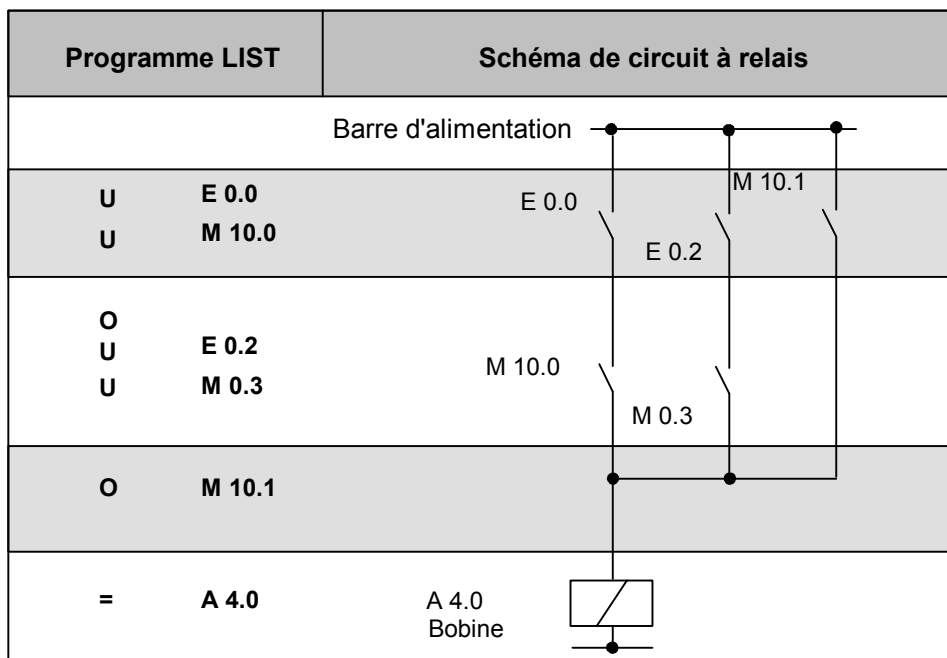 Programme LIST Schéma de circuit à relais
Barre d'alimentation
U E 0.0 E 0.0 M 10.1
U M 10.0 E 0.2
O
U E 0.2 M 10.0
U M 0.3 M 0.3
O M 10.1
= A 4.0 A 4.0
Bobine